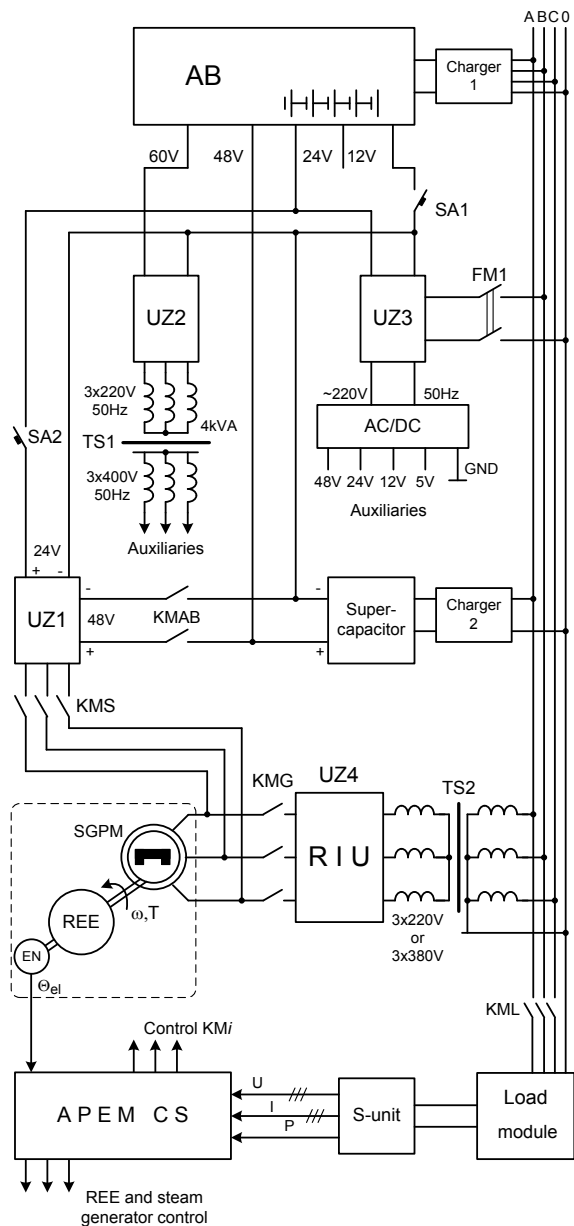 A B C 0
AB
Charger
1
60V
48V
24V
12V
SA1
FM1
UZ2
UZ3
3x220V
50Hz
4kVA
~220V
50Hz
SA2
TS1
AC/DC
3x400V
50Hz
48V
24V
12V
5V
GND
Auxiliaries
Auxiliaries
24V
+
-
UZ1
-
48V
+
KMAB
-
+
Super-
capacitor
Charger
2
KMS
KMG
UZ4
TS2
SGPM
RIU
REE
ω,T
EN
3x220V
or
3x380V
Θel
KML
Control KMi
APEM CS
U
I
P
S-unit
Load
module
REE and steam
generator control